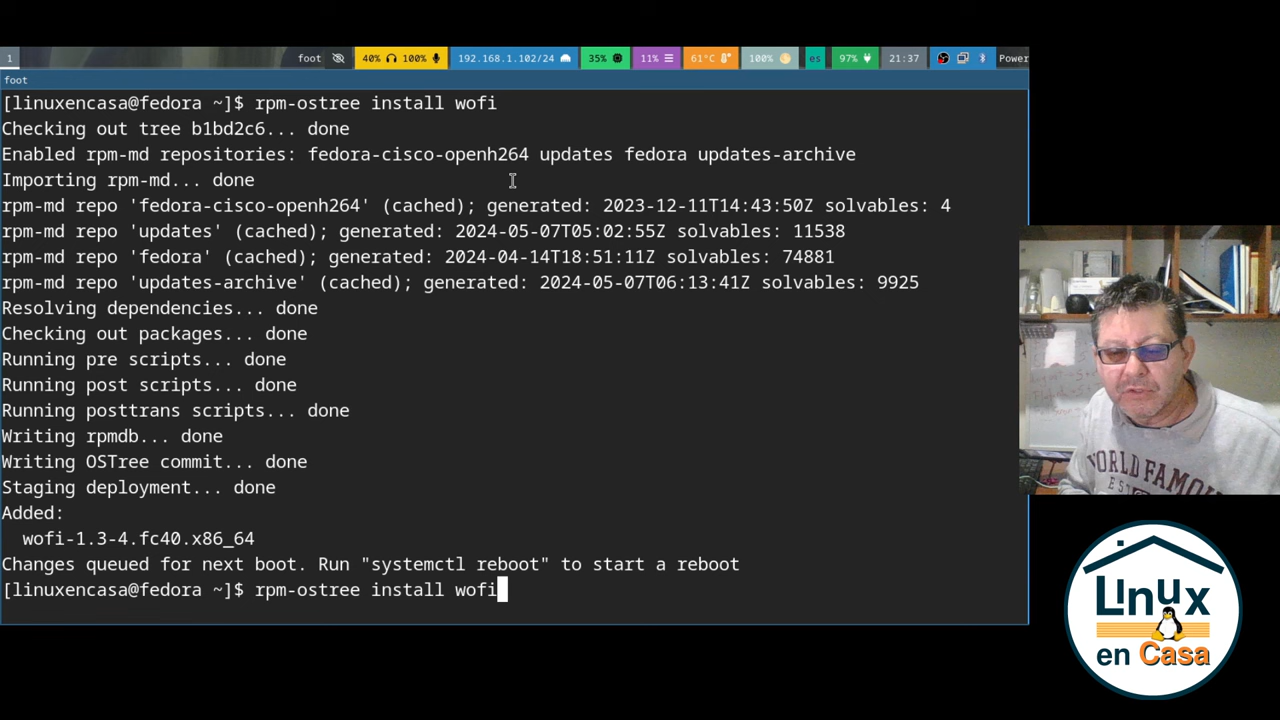 1
foot 40% 100% 192.168.1.102/24 35% 11% 61°C 100% es 97% 21:37 Power
foot
[linuxencasa@fedora ~]$ rpm-ostree install wofi
Checking out tree b1bd2c6... done
Enabled rpm-md repositories: fedora-cisco-openh264 updates fedora updates-archive
Importing rpm-md... done
rpm-md repo 'fedora-cisco-openh264' (cached); generated: 2023-12-11T14:43:50Z solvables: 4
rpm-md repo 'updates' (cached); generated: 2024-05-07T05:02:55Z solvables: 11538
rpm-md repo 'fedora' (cached); generated: 2024-04-14T18:51:11Z solvables: 74881
rpm-md repo 'updates-archive' (cached); generated: 2024-05-07T06:13:41Z solvables: 9925
Resolving dependencies... done
Checking out packages... done
Running pre scripts... done
Running post scripts... done
Running posttrans scripts... done
Writing rpmdb... done
Writing OSTree commit... done
Staging deployment... done
Added:
  wofi-1.3-4.fc40.x86_64
Changes queued for next boot. Run "systemctl reboot" to start a reboot
[linuxencasa@fedora ~]$ rpm-ostree install wofi
WORLD FAMOU
Linux
en Casa